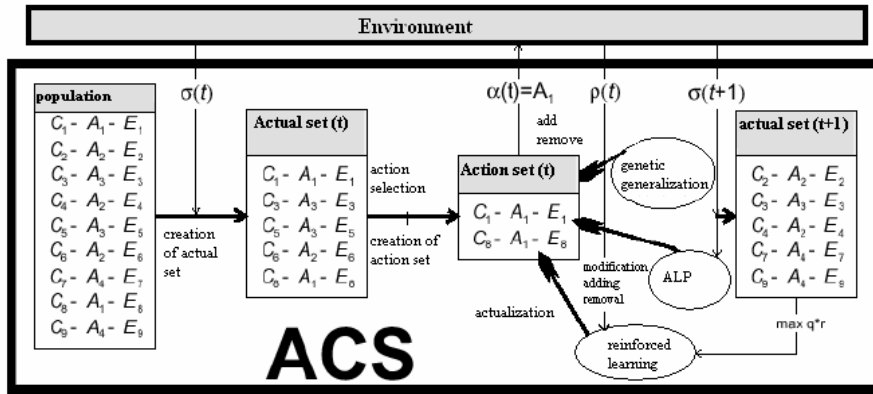 Environment
population
C₁ - A₁ - E₁
C₂ - A₂ - E₂
C₃ - A₃ - E₃
C₄ - A₂ - E₄
C₅ - A₃ - E₅
C₆ - A₂ - E₆
C₇ - A₄ - E₇
C₈ - A₁ - E₈
C₉ - A₄ - E₉
σ(t)
creation
of actual
set
Actual set (t)
C₁ - A₁ - E₁
C₃ - A₃ - E₃
C₅ - A₃ - E₅
C₆ - A₂ - E₆
C₈ - A₁ - E₈
action
selection
creation of
action set
α(t)=A₁
add
remove
Action set (t)
C₁ - A₁ - E₁
C₈ - A₁ - E₈
ρ(t)
genetic
generalization
σ(t+1)
modification
adding
removal
ALP
actualization
reinforced
learning
actual set (t+1)
C₂ - A₂ - E₂
C₃ - A₃ - E₃
C₄ - A₂ - E₄
C₇ - A₄ - E₇
C₉ - A₄ - E₉
max q*r
ACS